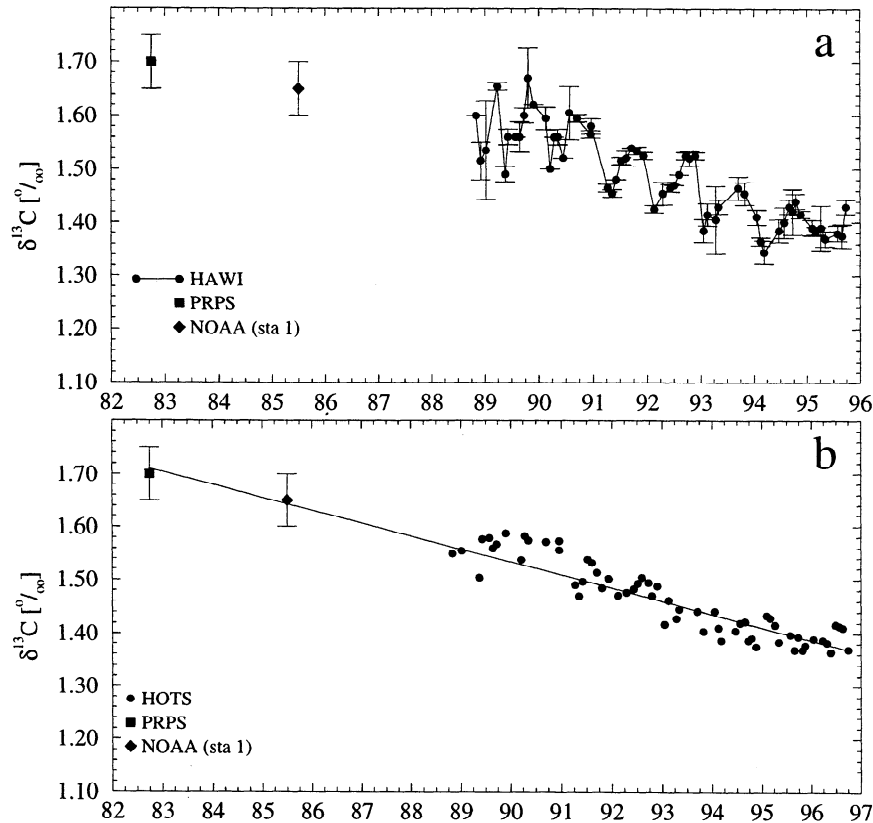 a
1.70
1.60
1.50
1.40
1.30
1.20
1.10
δ¹³C [º/ₒₒ]
HAWI
PRPS
NOAA (sta 1)
82 83 84 85 86 87 88 89 90 91 92 93 94 95 96
b
1.70
1.60
1.50
1.40
1.30
1.20
1.10
δ¹³C [º/ₒₒ]
HOTS
PRPS
NOAA (sta 1)
82 83 84 85 86 87 88 89 90 91 92 93 94 95 96 97